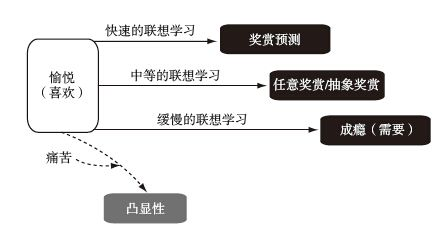 快速的联想学习
奖赏预测
愉悦
（喜欢）
中等的联想学习
任意奖赏/抽象奖赏
缓慢的联想学习
成瘾（需要）
痛苦
凸显性